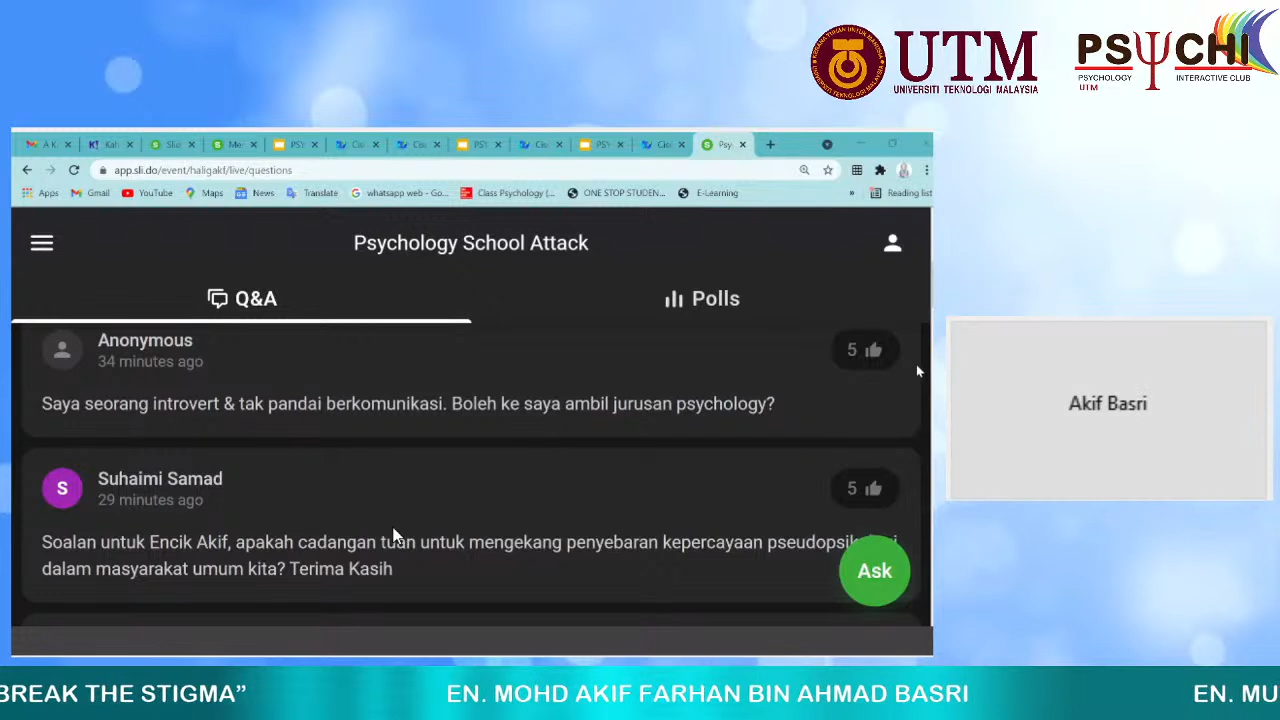 UTM
UNIVERSITI TEKNOLOGI MALAYSIA
PSYCHI
PSYCHOLOGY INTERACTIVE CLUB
UTM
app.sli.do/event/haligakf/live/questions
Apps Gmail YouTube Maps News Translate whatsapp web - Go... Class Psychology (... ONE STOP STUDEN... E-Learning » Reading list
Psychology School Attack
Q&A Polls
Anonymous
34 minutes ago
5
Saya seorang introvert & tak pandai berkomunikasi. Boleh ke saya ambil jurusan psychology?
S
Suhaimi Samad
29 minutes ago
5
Soalan untuk Encik Akif, apakah cadangan tuan untuk mengekang penyebaran kepercayaan
dalam masyarakat umum kita? Terima Kasih
Ask
Akif Basri
BREAK THE STIGMA” EN. MOHD AKIF FARHAN BIN AHMAD BASRI EN. MU